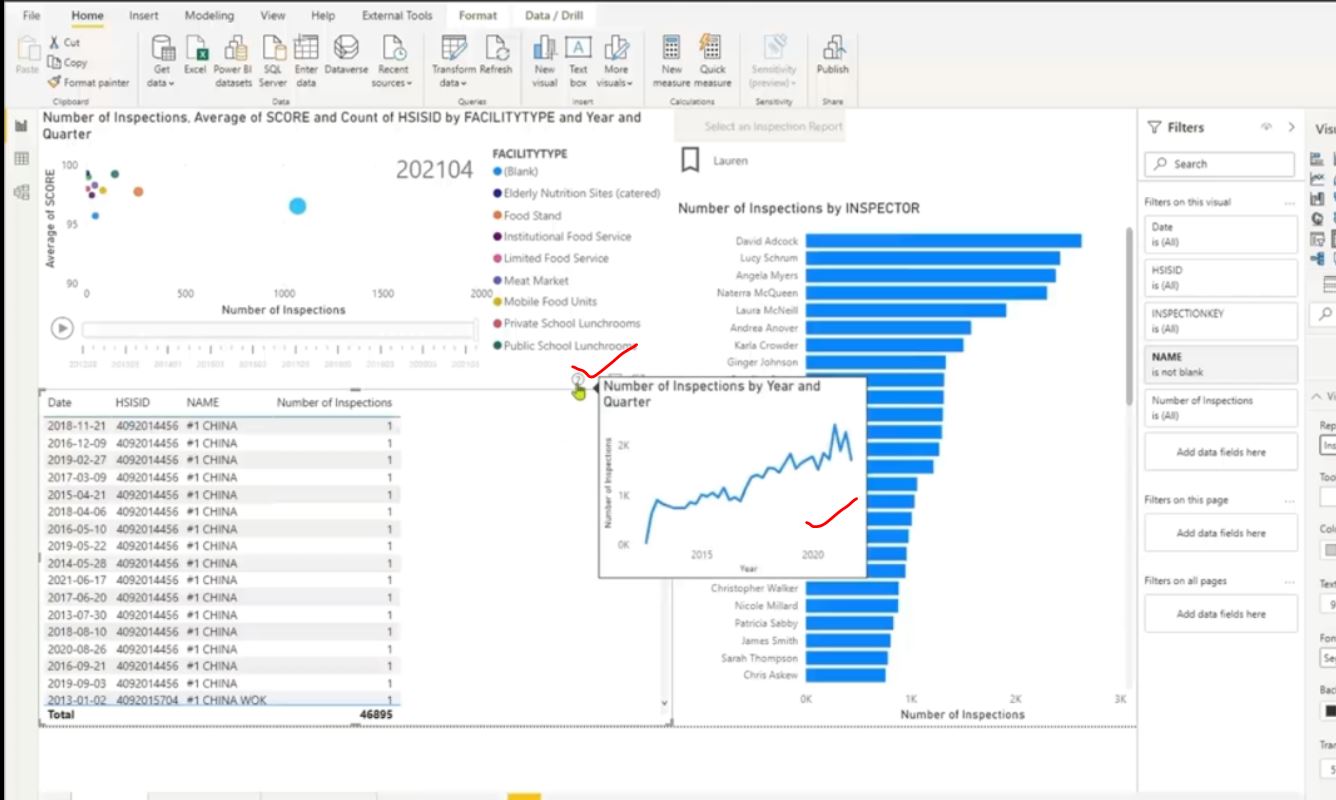 File Home Insert Modeling View Help External Tools Format Data / Drill
Paste
Cut
Copy
Format painter
Clipboard
Get data
Excel
Power BI datasets
SQL Server
Enter data
Dataverse
Recent sources
Data
Transform data
Refresh
Queries
New visual
Text box
More visuals
Insert
New measure
Quick measure
Calculations
Sensitivity (preview)
Sensitivity
Publish
Share
Number of Inspections, Average of SCORE and Count of HSISID by FACILITYTYPE and Year and
Quarter
202104
Average of SCORE
100
95
90
0 500 1000 1500 2000
Number of Inspections
FACILITYTYPE
(Blank)
Elderly Nutrition Sites (catered)
Food Stand
Institutional Food Service
Limited Food Service
Meat Market
Mobile Food Units
Private School Lunchrooms
Public School Lunchrooms
Select an Inspection Report
Lauren
Number of Inspections by INSPECTOR
David Adcock
Lucy Schrum
Angela Myers
Naterra McQueen
Laura McNeill
Andrea Anover
Karla Crowder
Ginger Johnson
Christopher Walker
Nicole Millard
Patricia Sabby
James Smith
Sarah Thompson
Chris Askew
0K 1K 2K 3K
Number of Inspections
Number of Inspections by Year and
Quarter
Number of Inspections
2K
1K
0K
2015 2020
Year
Date HSISID NAME Number of Inspections
2018-11-21 4092014456 #1 CHINA 1
2016-12-09 4092014456 #1 CHINA 1
2019-02-27 4092014456 #1 CHINA 1
2017-03-09 4092014456 #1 CHINA 1
2015-04-21 4092014456 #1 CHINA 1
2018-04-06 4092014456 #1 CHINA 1
2016-05-10 4092014456 #1 CHINA 1
2019-05-22 4092014456 #1 CHINA 1
2014-05-28 4092014456 #1 CHINA 1
2021-06-17 4092014456 #1 CHINA 1
2017-06-20 4092014456 #1 CHINA 1
2013-07-30 4092014456 #1 CHINA 1
2018-08-10 4092014456 #1 CHINA 1
2020-08-26 4092014456 #1 CHINA 1
2016-09-21 4092014456 #1 CHINA 1
2019-09-03 4092014456 #1 CHINA 1
2013-01-02 4092015704 #1 CHINA WOK 1
Total 46895
Filters
Search
Filters on this visual ...
Date
is (All)
HSISID
is (All)
INSPECTIONKEY
is (All)
NAME
is not blank
Number of Inspections
is (All)
Add data fields here
Filters on this page ...
Add data fields here
Filters on all pages ...
Add data fields here